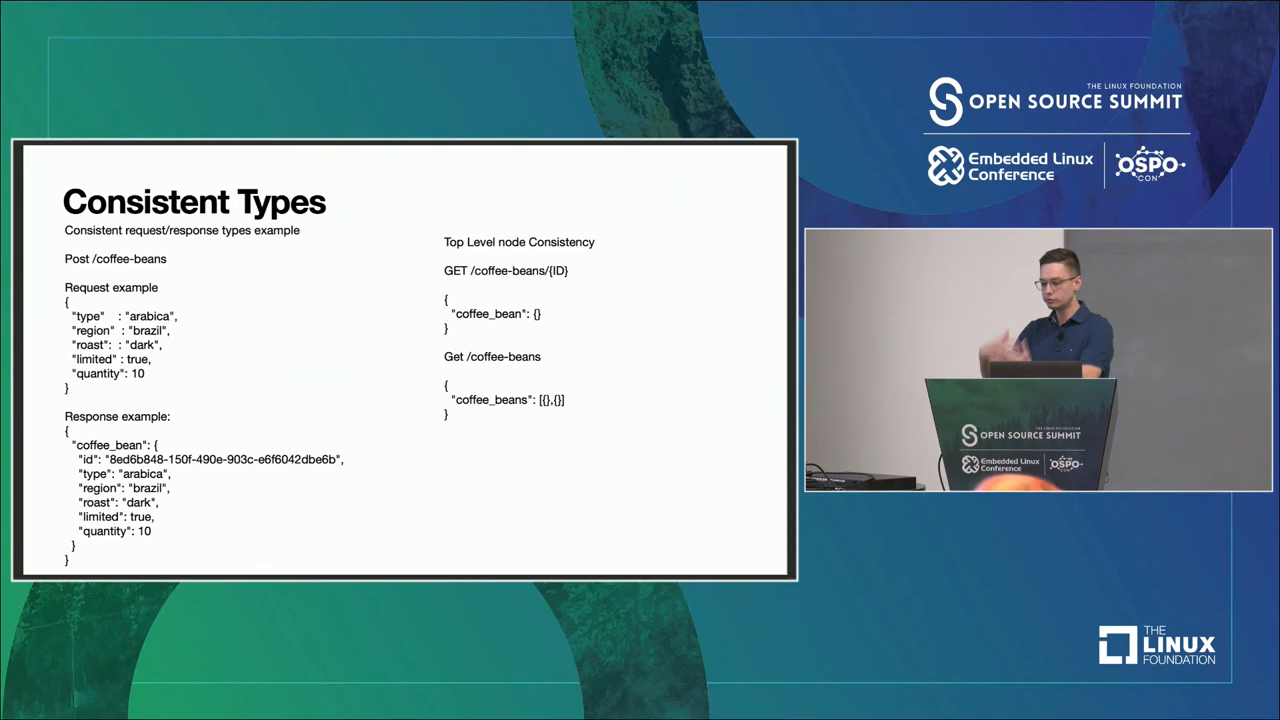 THE LINUX FOUNDATION
OPEN SOURCE SUMMIT
Embedded Linux
Conference
OSPO
CON
Consistent Types
Consistent request/response types example
Post /coffee-beans
Request example
{
"type" : "arabica",
"region" : "brazil",
"roast": : "dark",
"limited" : true,
"quantity": 10
}
Response example:
{
"coffee_bean": {
"id": "8ed6b848-150f-490e-903c-e6f6042dbe6b",
"type": "arabica",
"region": "brazil",
"roast": "dark",
"limited": true,
"quantity": 10
}
}
Top Level node Consistency
GET /coffee-beans/{ID}
{
"coffee_bean": {}
}
Get /coffee-beans
{
"coffee_beans": [{},{}]
}
OPEN SOURCE SUMMIT
Embedded Linux
Conference
OSPO
CON
THE
LINUX
FOUNDATION